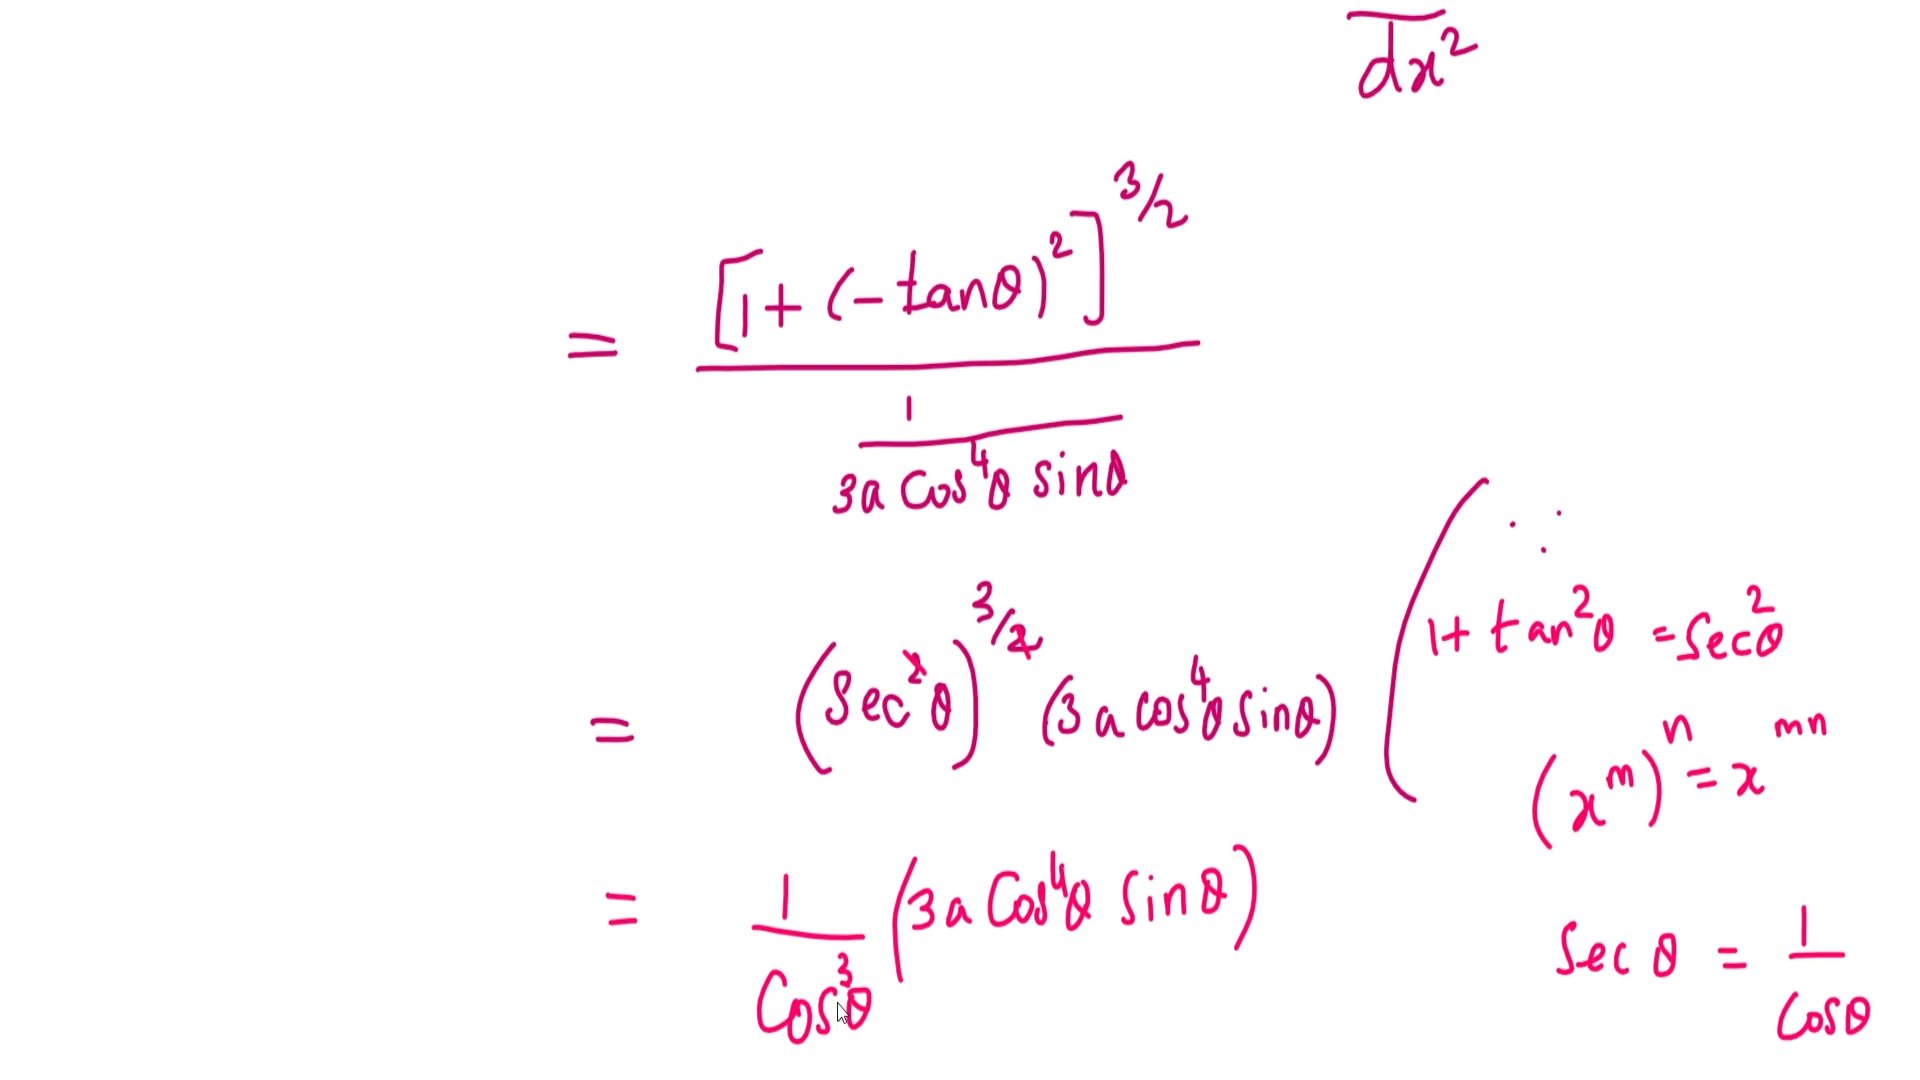 dx²
= [1 + (-tanθ)²]^3/2
1
3a Cos⁴θ sinθ
= (Sec²θ)^3/2 (3a cos⁴θ sinθ)
∵
1 + tan²θ = Sec²θ
(x^m)^n = x^mn
= 1/Cos³θ (3a Cos⁴θ Sinθ)
Sec θ = 1/Cosθ